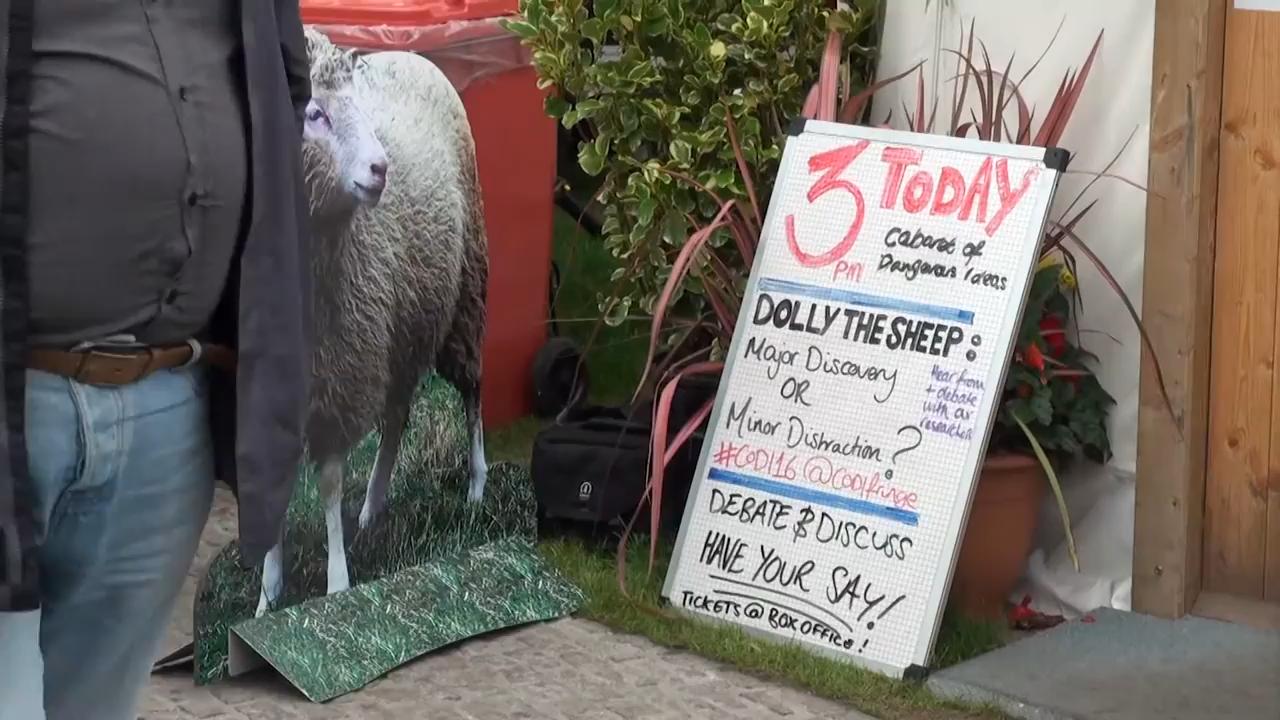 3 TODAY
PM
Cabaret of
Dangerous Ideas
DOLLY THE SHEEP:
Major Discovery
OR
Minor Distraction?
Hear from
+ debate
with our
researchers
#CODI16 @CODIfringe
DEBATE & DISCUSS
HAVE YOUR SAY!
TICKETS @ BOX OFFICE!